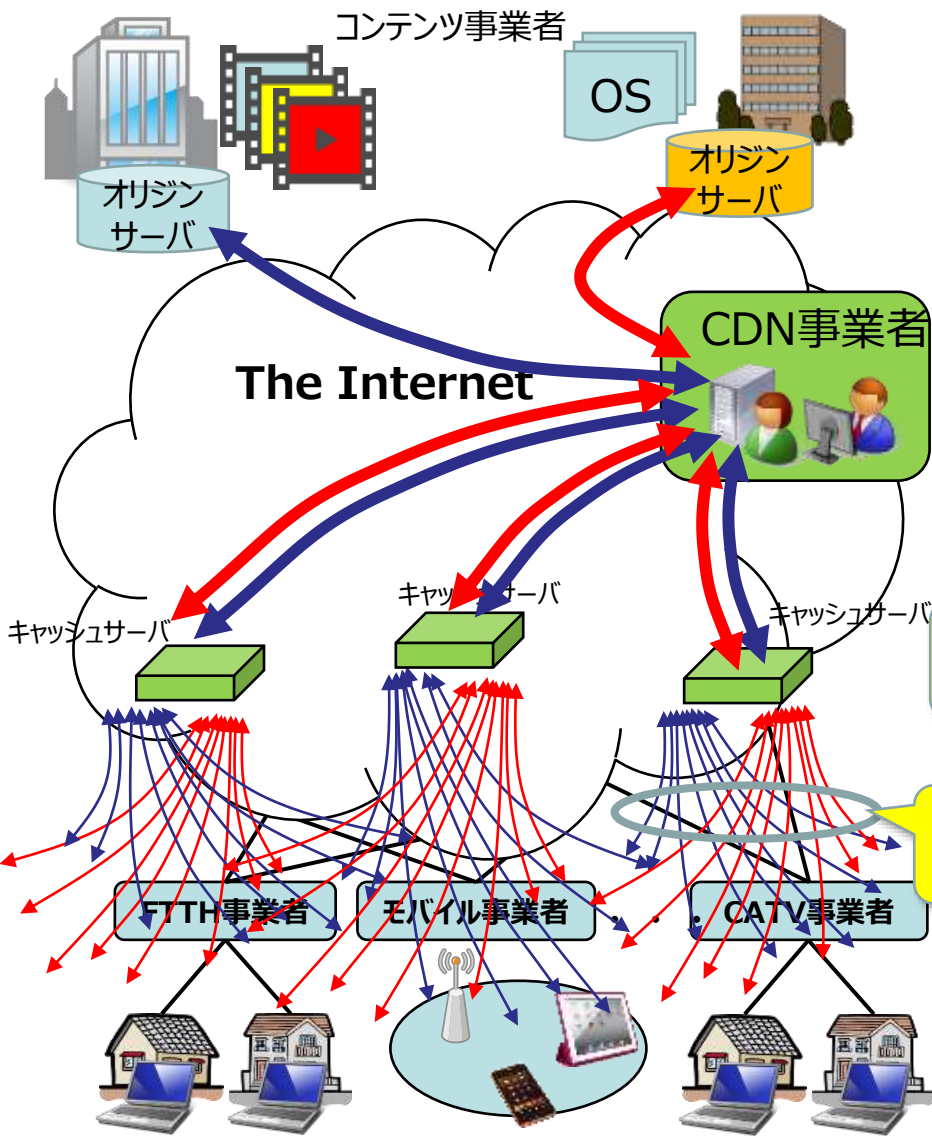 コンテンツ事業者
OS
オリジン
サーバ
オリジン
サーバ
CDN事業者
The Internet
キャッシュサーバ
キャッシュサーバ
キャッシュサーバ
FTTH事業者
モバイル事業者
・・・
CATV事業者